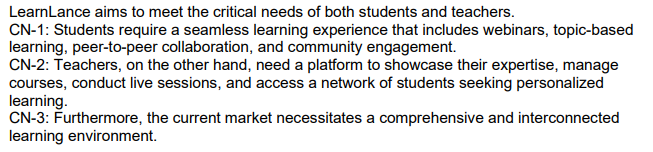 LearnLance aims to meet the critical needs of both students and teachers.
CN-1: Students require a seamless learning experience that includes webinars, topic-based
learning, peer-to-peer collaboration, and community engagement.
CN-2: Teachers, on the other hand, need a platform to showcase their expertise, manage
courses, conduct live sessions, and access a network of students seeking personalized
learning.
CN-3: Furthermore, the current market necessitates a comprehensive and interconnected
learning environment.